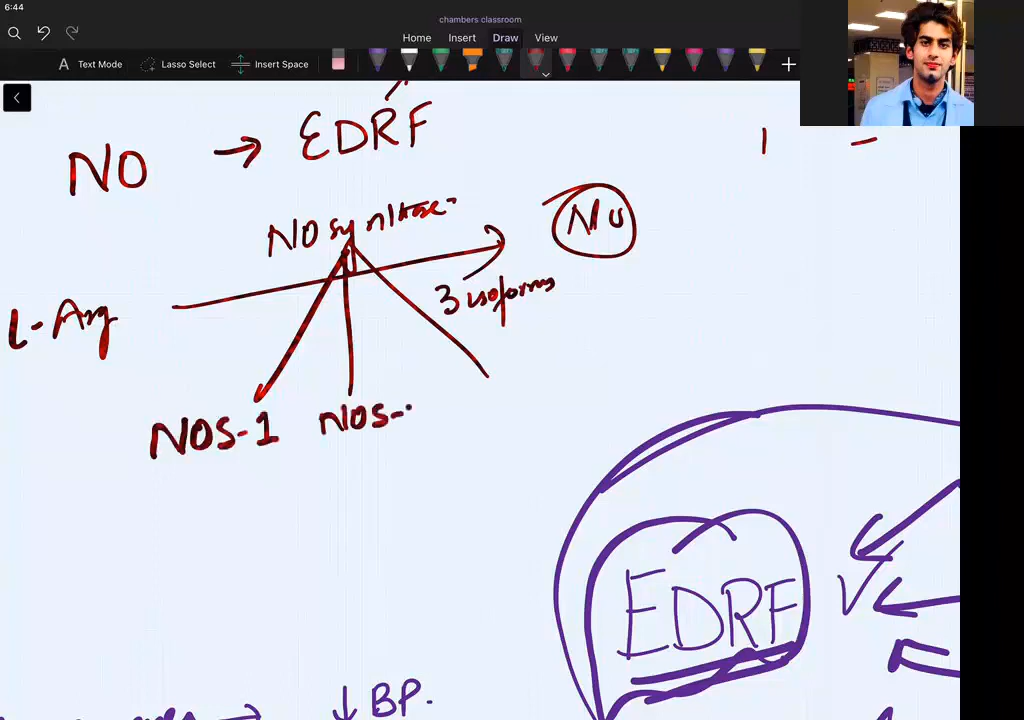 6:44
chambers classroom
Home Insert Draw View
Text Mode Lasso Select Insert Space
NO → EDRF
NO synthase
NO
L-Arg
3 isoforms
NOS-1 NOS-
EDRF
↓ BP.